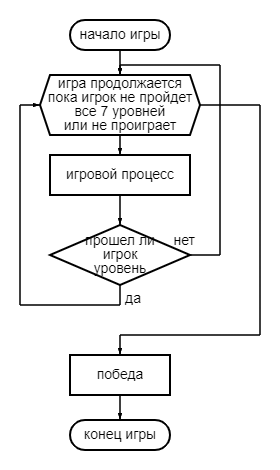 начало игры
игра продолжается
пока игрок не пройдет
все 7 уровней
или не проиграет
игровой процесс
прошел ли
игрок
уровень
нет
да
победа
конец игры